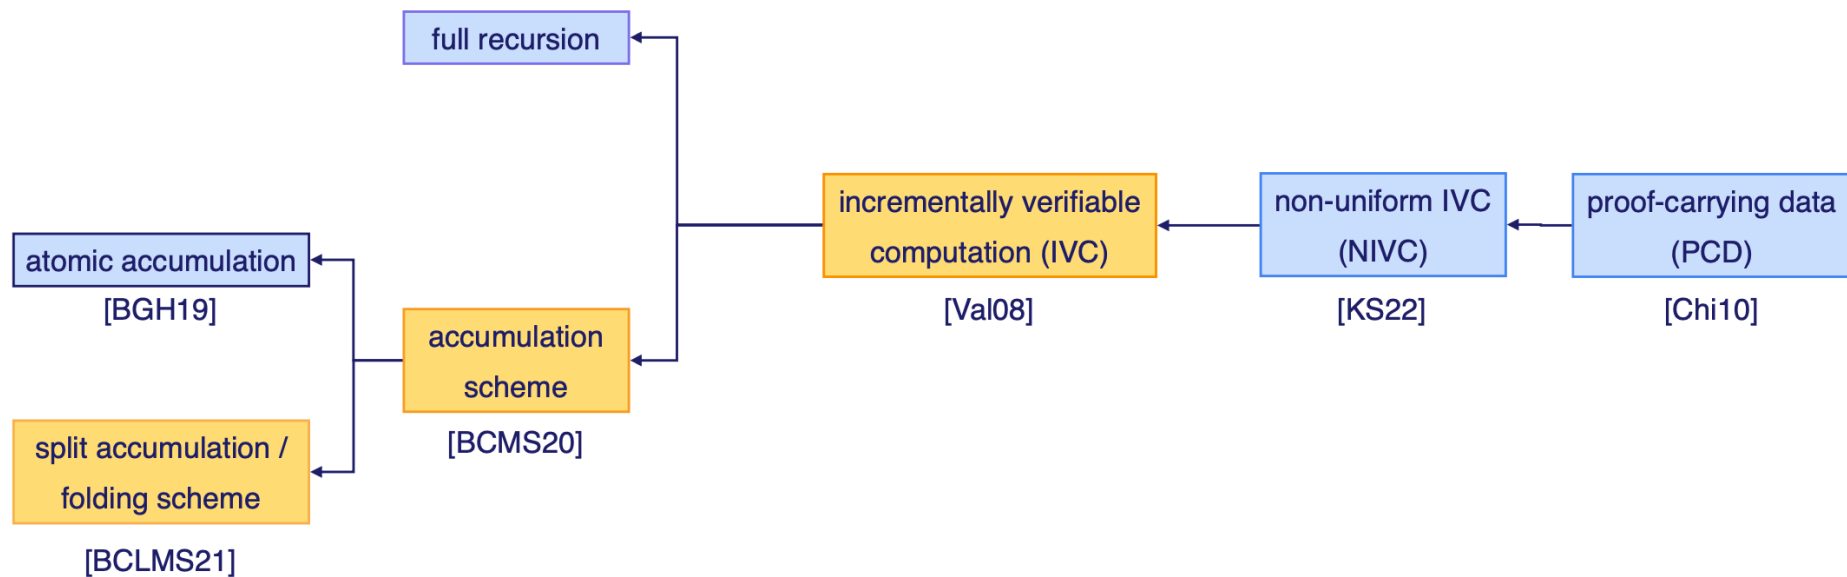 full recursion
incrementally verifiable
computation (IVC)
[Val08]
non-uniform IVC
(NIVC)
[KS22]
proof-carrying data
(PCD)
[Chi10]
atomic accumulation
[BGH19]
accumulation
scheme
[BCMS20]
split accumulation /
folding scheme
[BCLMS21]